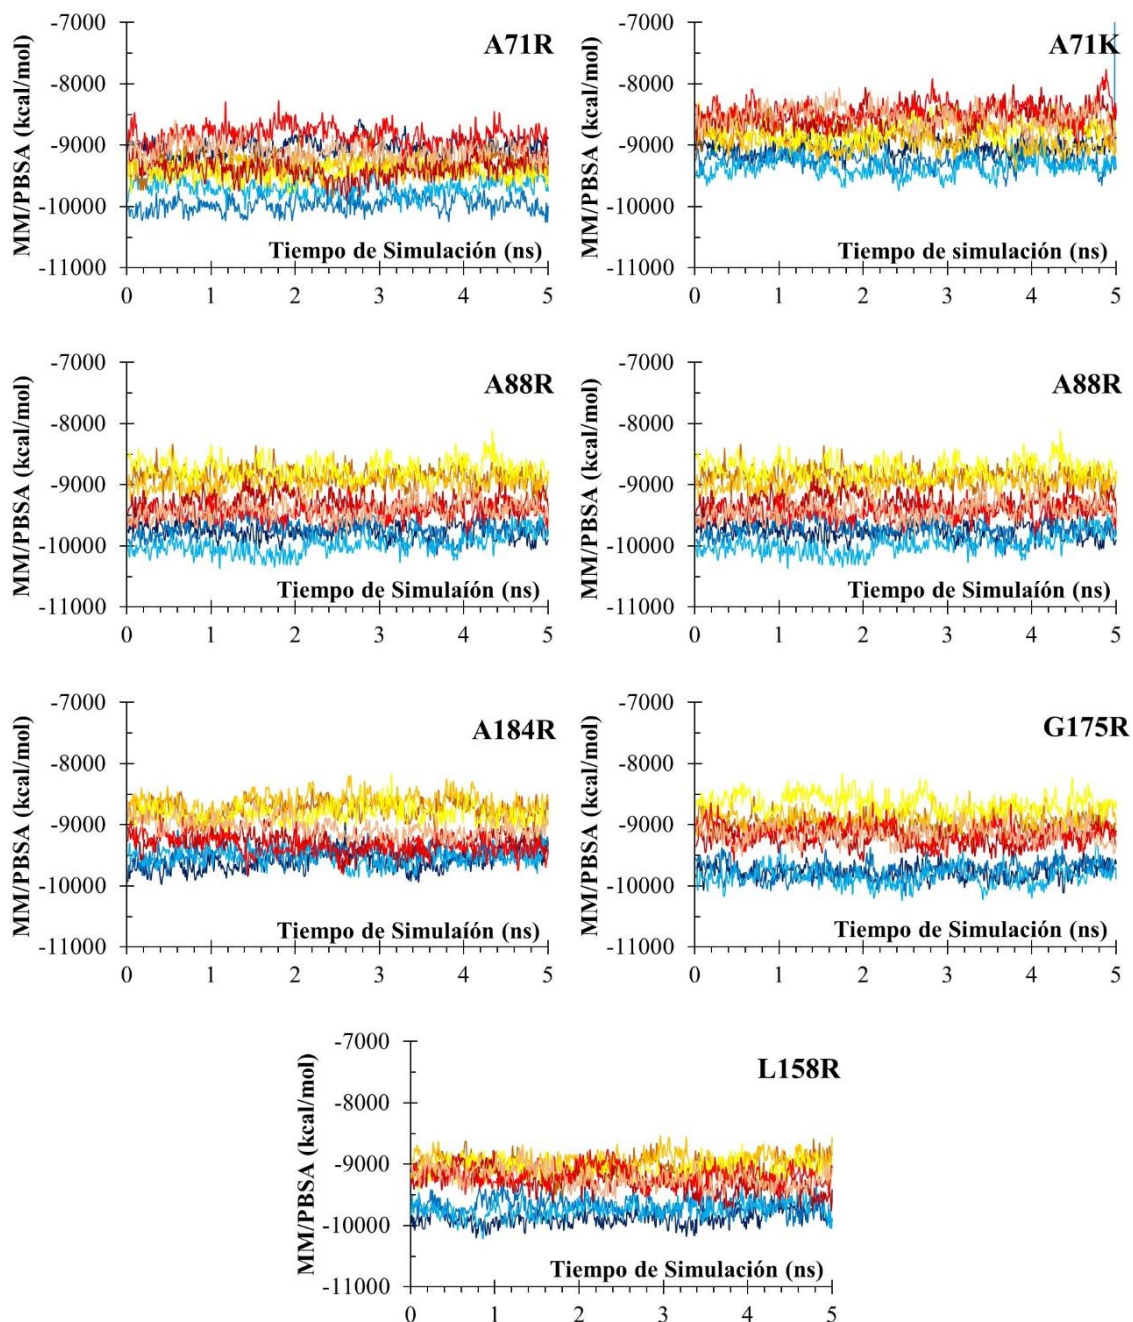 -7000
A71R
-8000
-9000
-10000
-11000
MM/PBSA (kcal/mol)
Tiempo de Simulación (ns)
0 1 2 3 4 5
-7000
A71K
-8000
-9000
-10000
-11000
MM/PBSA (kcal/mol)
Tiempo de simulación (ns)
0 1 2 3 4 5
-7000
A88R
-8000
-9000
-10000
-11000
MM/PBSA (kcal/mol)
Tiempo de Simulaíón (ns)
0 1 2 3 4 5
-7000
A88R
-8000
-9000
-10000
-11000
MM/PBSA (kcal/mol)
Tiempo de Simulaíón (ns)
0 1 2 3 4 5
-7000
A184R
-8000
-9000
-10000
-11000
MM/PBSA (kcal/mol)
Tiempo de Simulaíón (ns)
0 1 2 3 4 5
-7000
G175R
-8000
-9000
-10000
-11000
MM/PBSA (kcal/mol)
Tiempo de Simulación (ns)
0 1 2 3 4 5
-7000
L158R
-8000
-9000
-10000
-11000
MM/PBSA (kcal/mol)
Tiempo de Simulación (ns)
0 1 2 3 4 5